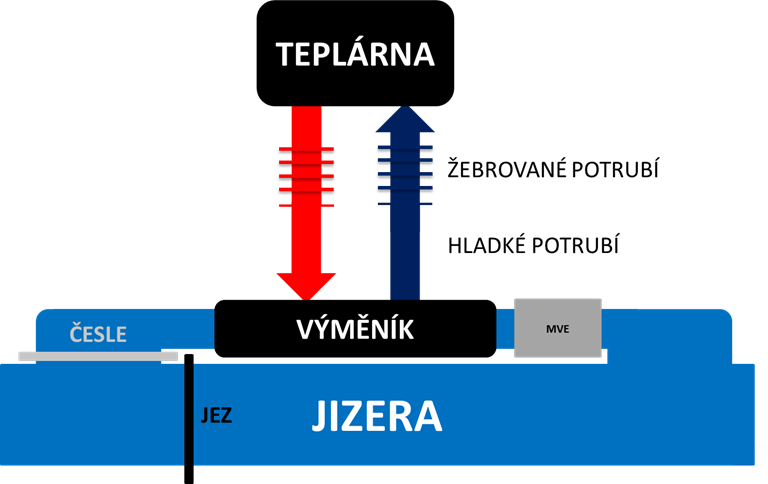 TEPLÁRNA
ŽEBROVANÉ POTRUBÍ
HLADKÉ POTRUBÍ
ČESLE
VÝMĚNÍK
MVE
JEZ
JIZERA